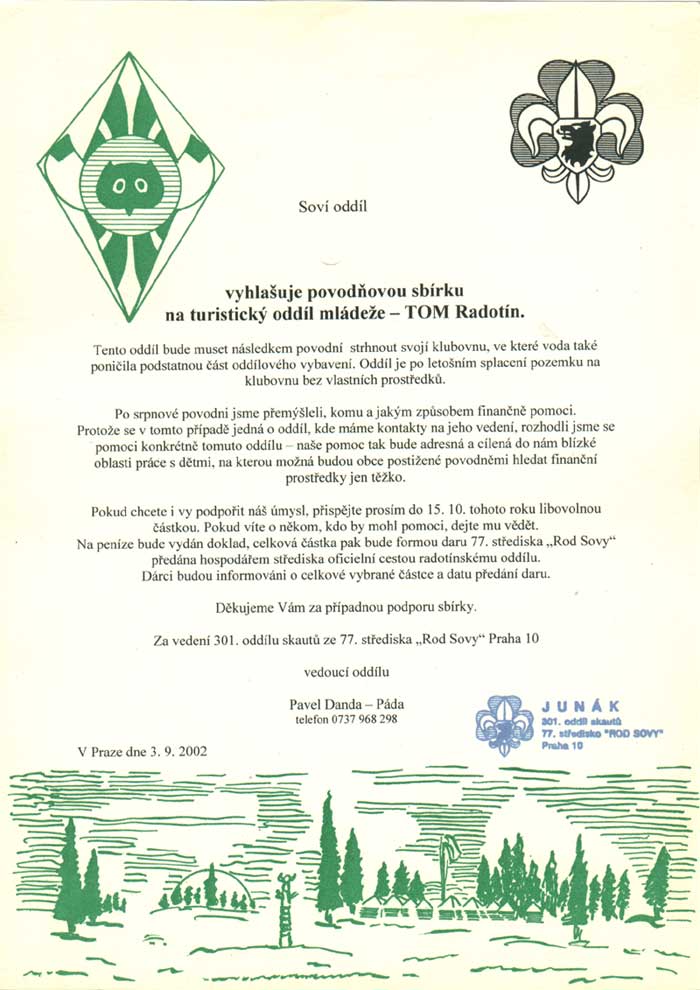 Soví oddíl
vyhlašuje povodňovou sbírku
na turistický oddíl mládeže – TOM Radotín.
Tento oddíl bude muset následkem povodní strhnout svojí klubovnu, ve které voda také
poničila podstatnou část oddílového vybavení. Oddíl je po letošním splacení pozemku na
klubovnu bez vlastních prostředků.
Po srpnové povodni jsme přemýšleli, komu a jakým způsobem finančně pomoci.
Protože se v tomto případě jedná o oddíl, kde máme kontakty na jeho vedení, rozhodli jsme se
pomoci konkrétně tomuto oddílu – naše pomoc tak bude adresná a cílená do nám blízké
oblasti práce s dětmi, na kterou možná budou obce postižené povodněmi hledat finanční
prostředky jen těžko.
Pokud chcete i vy podpořit náš úmysl, přispějte prosím do 15. 10. tohoto roku libovolnou
částkou. Pokud víte o někom, kdo by mohl pomoci, dejte mu vědět.
Na peníze bude vydán doklad, celková částka pak bude formou daru 77. střediska „Rod Sovy“
předána hospodářem střediska oficielní cestou radotínskému oddílu.
Dárci budou informováni o celkové vybrané částce a datu předání daru.
Děkujeme Vám za případnou podporu sbírky.
Za vedení 301. oddílu skautů ze 77. střediska „Rod Sovy“ Praha 10
vedoucí oddílu
Pavel Danda – Páda
telefon 0737 968 298
JUNÁK
301. oddíl skautů
77. středisko "ROD SOVY"
Praha 10
V Praze dne 3. 9. 2002